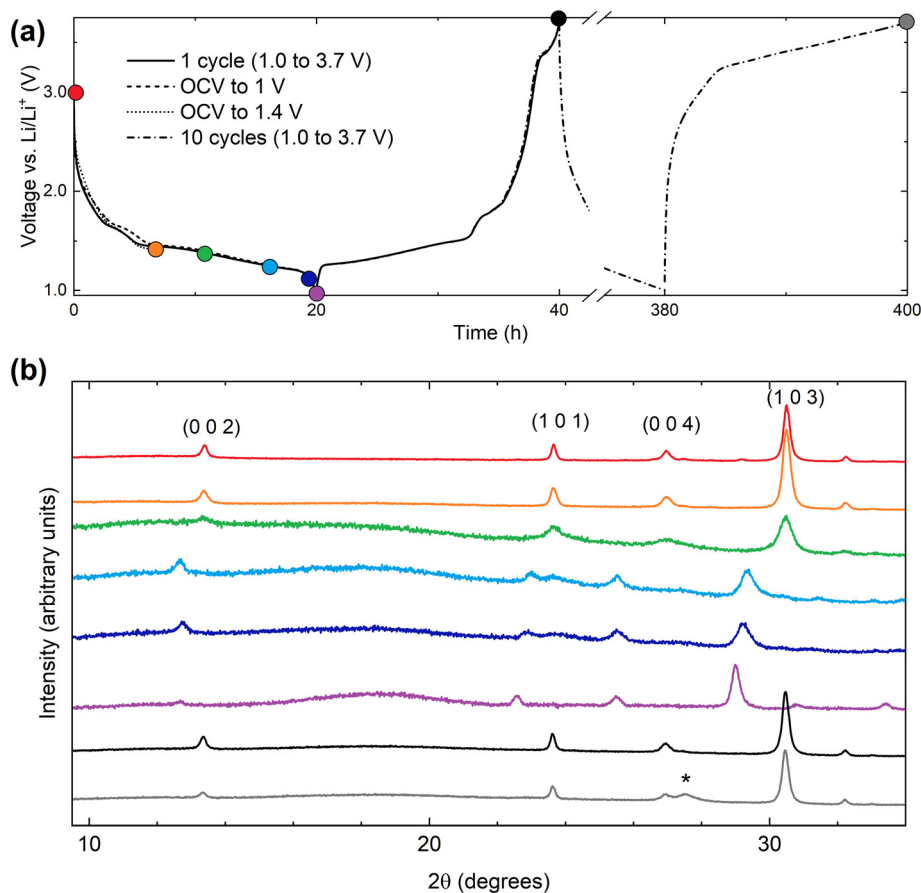 (a)
1 cycle (1.0 to 3.7 V)
OCV to 1 V
OCV to 1.4 V
10 cycles (1.0 to 3.7 V)
Voltage vs. Li/Li⁺ (V)
3.0
2.0
1.0
0 20 40 380 400
Time (h)
(b)
(0 0 2) (1 0 1) (0 0 4) (1 0 3)
*
Intensity (arbitrary units)
10 20 30
2θ (degrees)